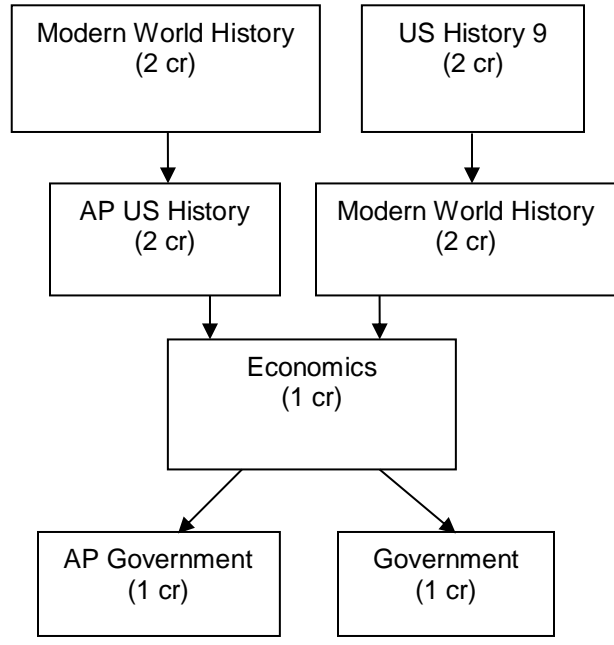 Modern World History
(2 cr)
US History 9
(2 cr)
AP US History
(2 cr)
Modern World History
(2 cr)
Economics
(1 cr)
AP Government
(1 cr)
Government
(1 cr)